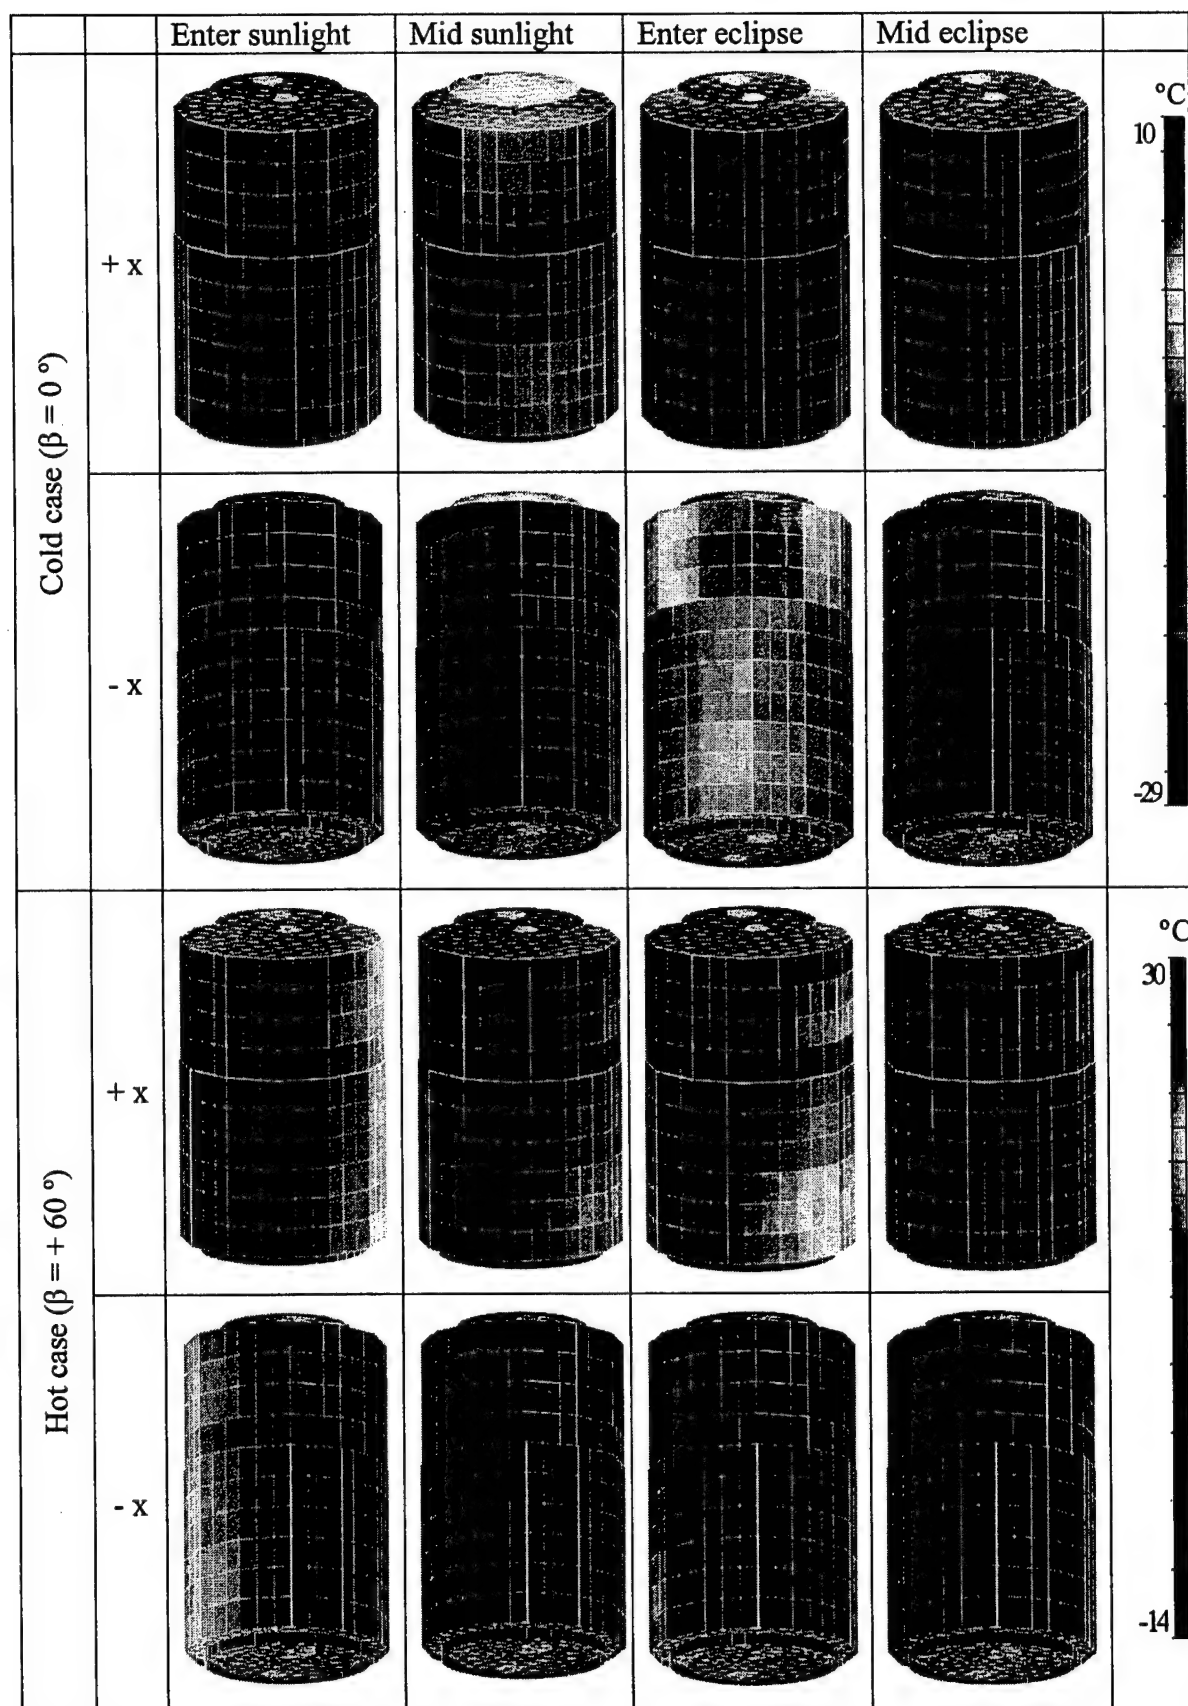 Enter sunlight Mid sunlight Enter eclipse Mid eclipse
°C
10
+ x
Cold case (β = 0 º)
- x
-29
°C
30
+ x
Hot case (β = + 60 º)
- x
-14